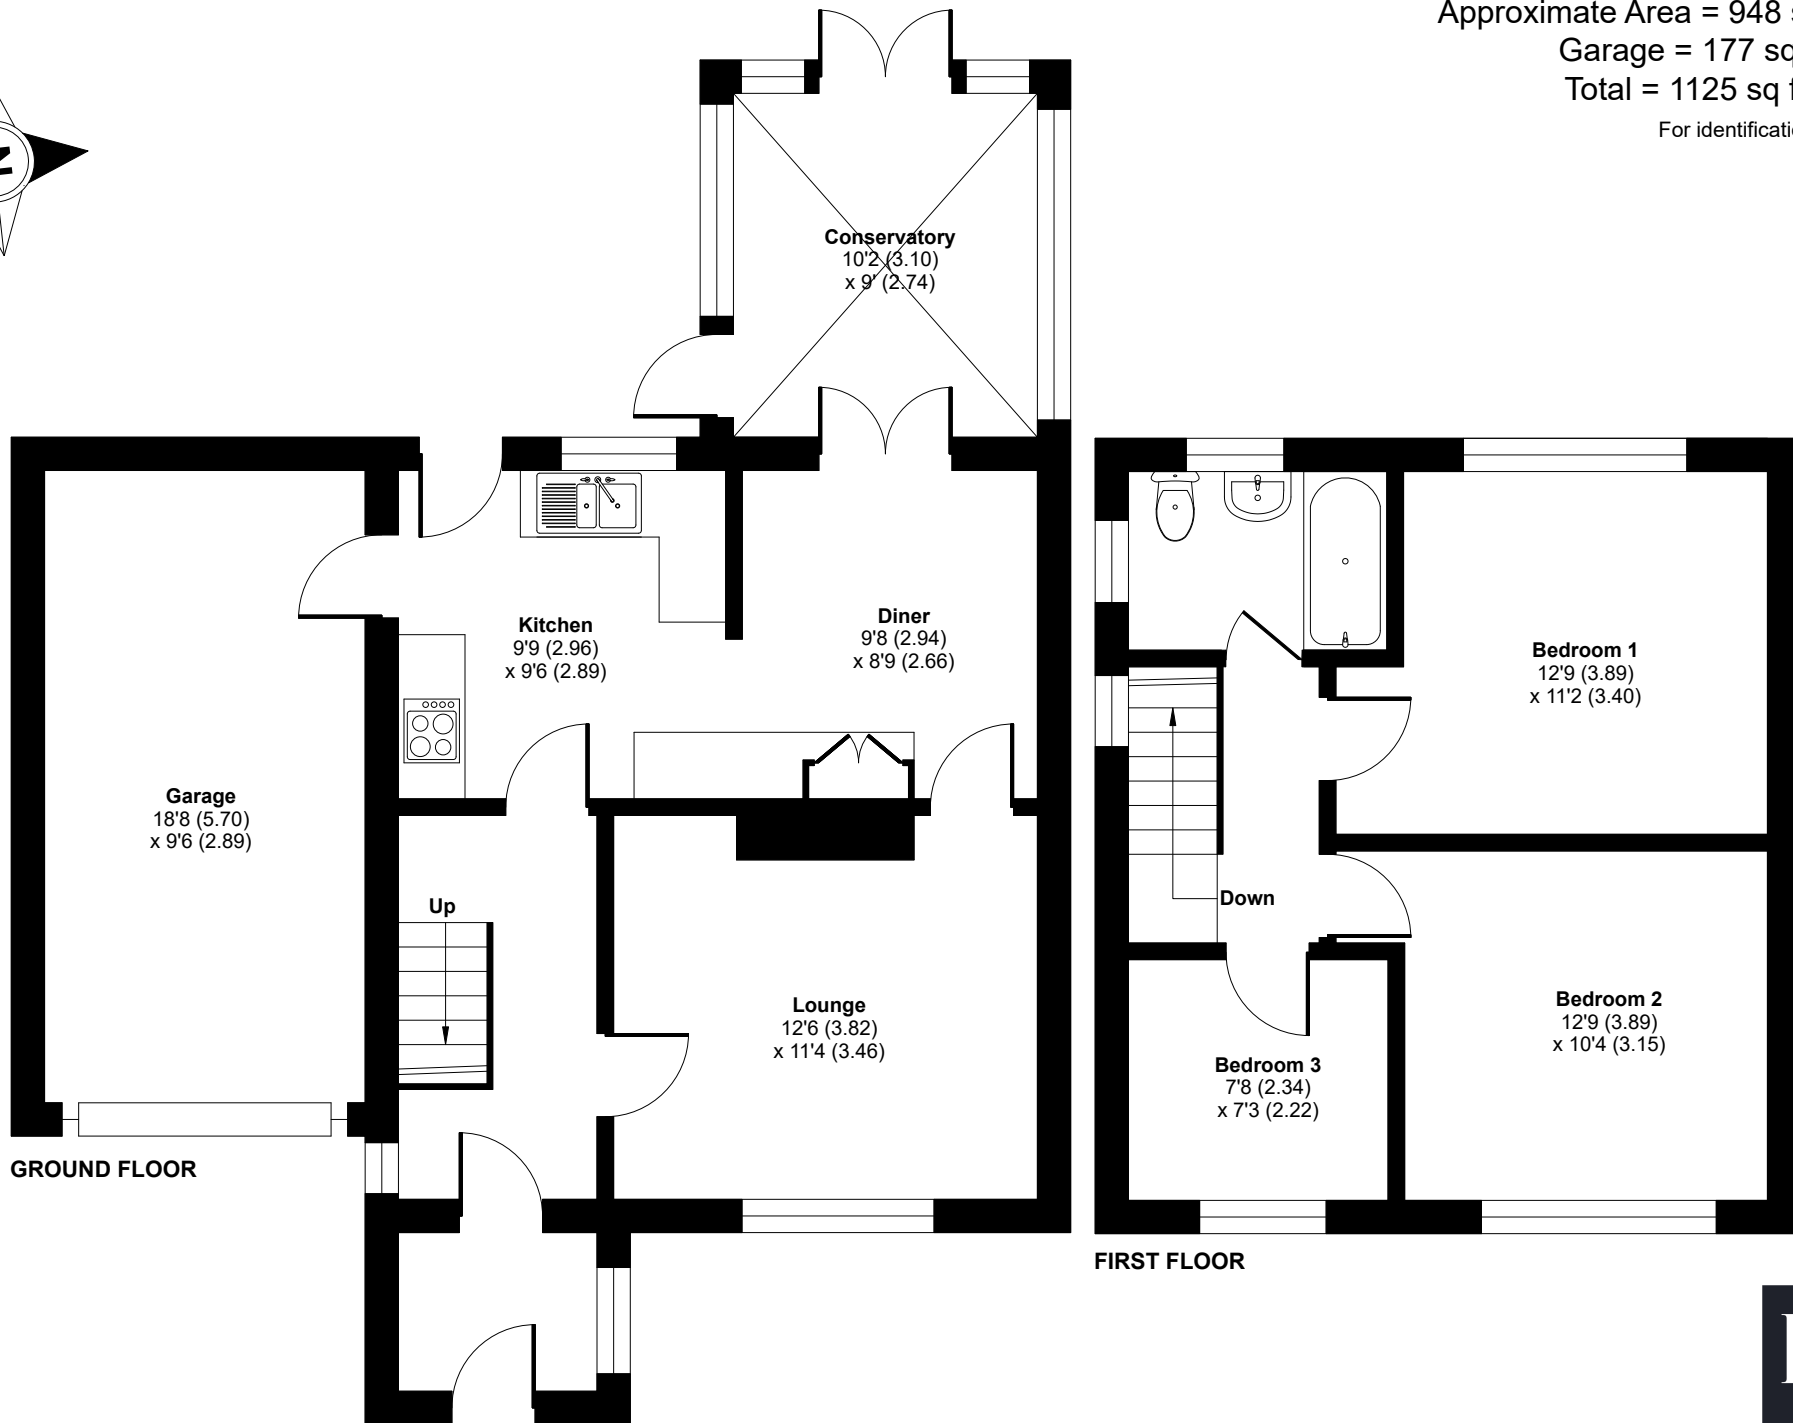 Approximate Area = 948
Garage = 177 sq
Total = 1125 sq
For
N
Conservatory
10'2 (3.10)
x 9' (2.74)
Kitchen
9'9 (2.96)
x 9'6 (2.89)
Diner
9'8 (2.94)
x 8'9 (2.66)
Garage
18'8 (5.70)
x 9'6 (2.89)
Up
Lounge
12'6 (3.82)
x 11'4 (3.46)
GROUND FLOOR
Bedroom 1
12'9 (3.89)
x 11'2 (3.40)
Down
Bedroom 2
12'9 (3.89)
x 10'4 (3.15)
Bedroom 3
7'8 (2.34)
x 7'3 (2.22)
FIRST FLOOR